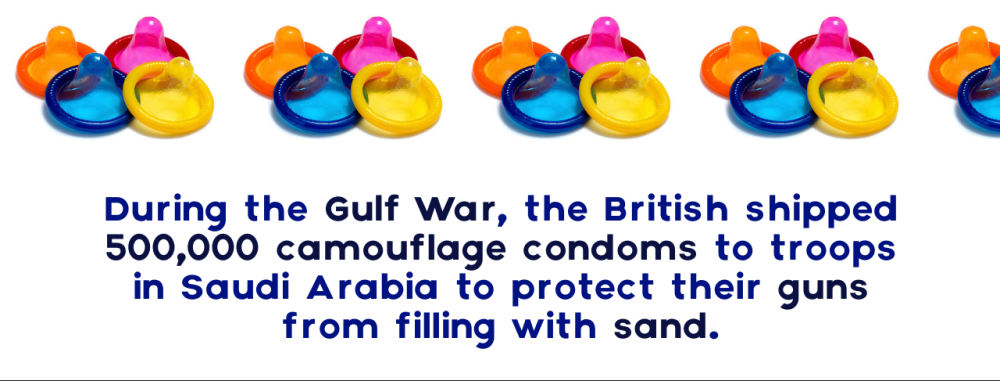 During the Gulf War, the British shipped
500,000 camouflage condoms to troops
in Saudi Arabia to protect their guns
from filling with sand.